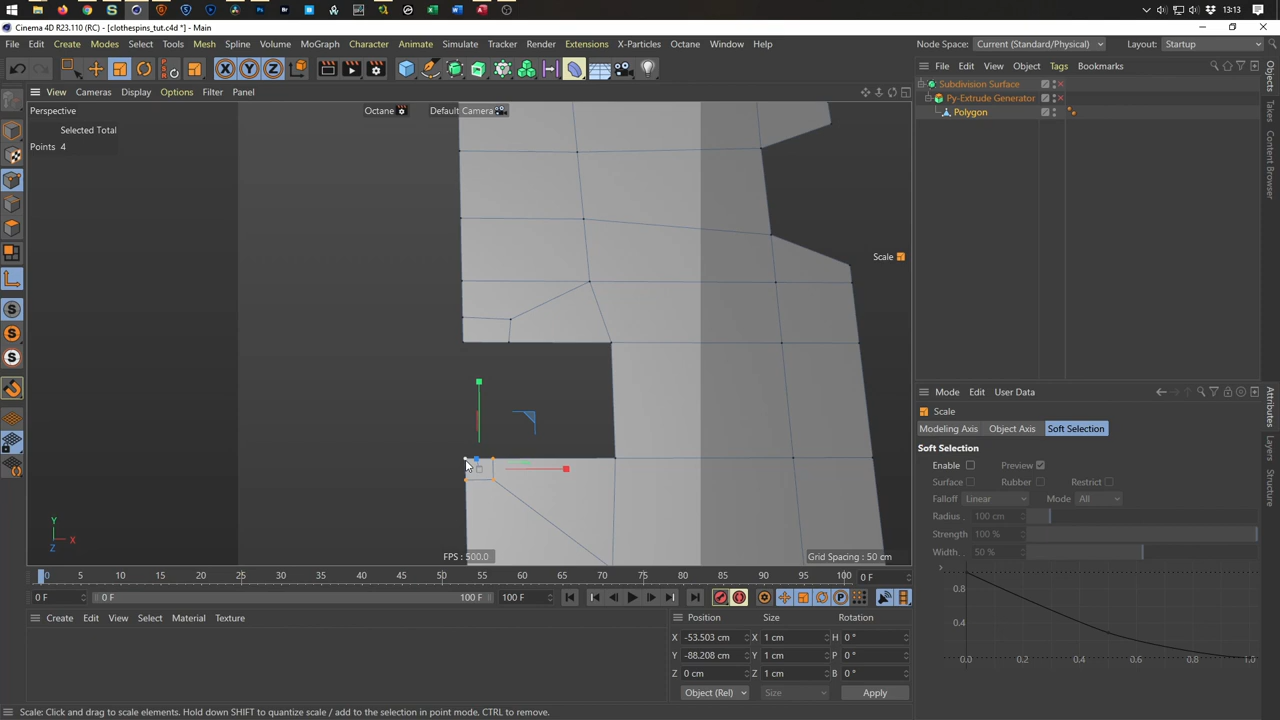 13:13
Cinema 4D R23.110 (RC) - [clothespins_tut.c4d *] - Main
File Edit Create Modes Select Tools Mesh Spline Volume MoGraph Character Animate Simulate Tracker Render Extensions X-Particles Octane Window Help Node Space: Current (Standard/Physical) Layout: Startup
View Cameras Display Options Filter Panel
File Edit View Object Tags Bookmarks
Perspective Octane Default Camera
Selected Total
Points 4
Subdivision Surface
Py-Extrude Generator
Polygon
Scale
Mode Edit User Data
Scale
Modeling Axis Object Axis Soft Selection
Soft Selection
Enable Preview
Surface Rubber Restrict
Falloff Linear Mode All
Radius . 100 cm
Strength 100 %
Width . . 50 %
0.8
0.4
0.0 0.2 0.4 0.6 0.8 1.0
Y
X
Z
FPS : 500.0 Grid Spacing : 50 cm
0 5 10 15 20 25 30 35 40 45 50 55 60 65 70 75 80 85 90 95 100 0 F
0 F 0 F 100 F 100 F
Create Edit View Select Material Texture
Position Size Rotation
X -53.503 cm X 1 cm H 0 °
Y -88.208 cm Y 1 cm P 0 °
Z 0 cm Z 1 cm B 0 °
Object (Rel) Size Apply
Scale: Click and drag to scale elements. Hold down SHIFT to quantize scale / add to the selection in point mode, CTRL to remove.
Objects
Takes
Content Browser
Attributes
Layers
Structure